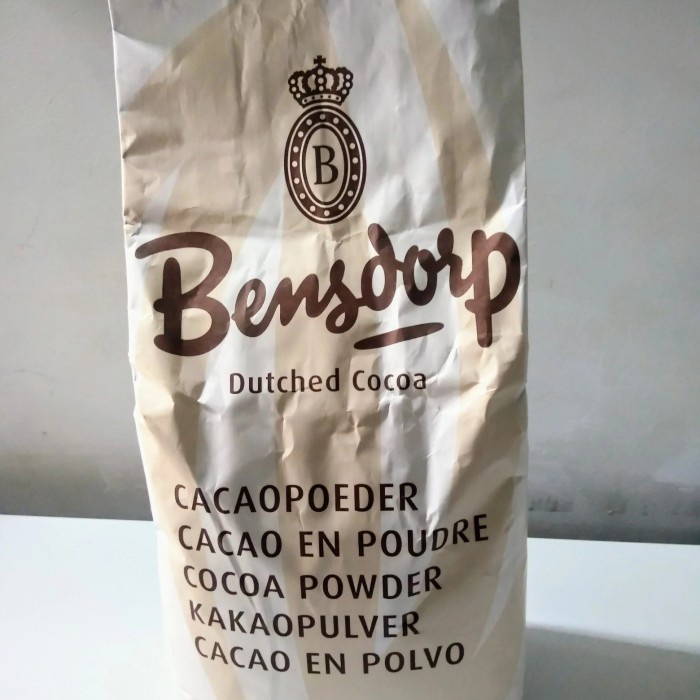 B
Bensdorp
Dutched Cocoa
CACAOPOEDER
CACAO EN POUDRE
COCOA POWDER
KAKAOPULVER
CACAO EN POLVO